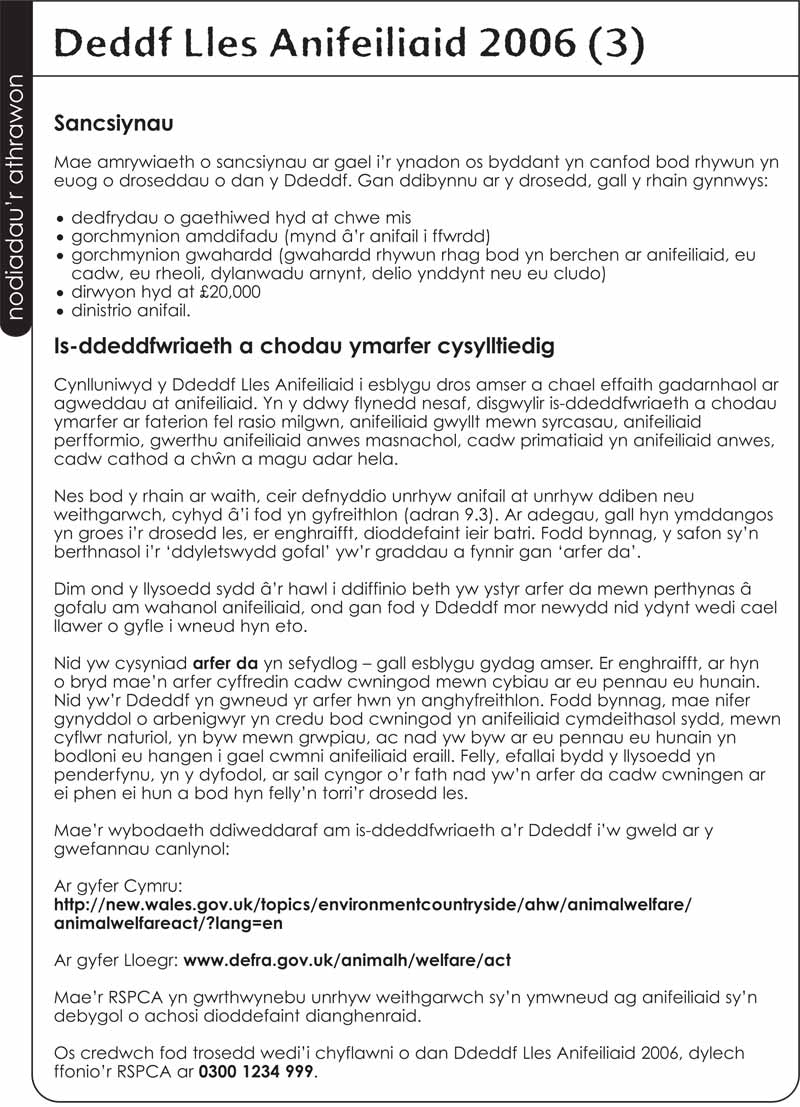 Deddf Lles Anifeiliaid 2006 (3)
nodiadau'r athrawon
Sancsiynau
Mae amrywiaeth o sancsiynau ar gael i'r ynadon os byddant yn canfod bod rhywun yn
euog o droseddau o dan y Ddeddf. Gan ddibynnu ar y drosedd, gall y rhain gynnwys:
• dedfrydau o gaethiwed hyd at chwe mis
• gorchmynion amddifadu (mynd â'r anifail i ffwrdd)
• gorchmynion gwahardd (gwahardd rhywun rhag bod yn berchen ar anifeiliaid, eu
cadw, eu rheoli, dylanwadu arnynt, delio ynddynt neu eu cludo)
• dirwyon hyd at £20,000
• dinistrio anifail.
Is-ddeddfwriaeth a chodau ymarfer cysylltiedig
Cynlluniwyd y Ddeddf Lles Anifeiliaid i esblygu dros amser a chael effaith gadarnhaol ar
agweddau at anifeiliaid. Yn y ddwy flynedd nesaf, disgwylir is-ddeddfwriaeth a chodau
ymarfer ar faterion fel rasio milgwn, anifeiliaid gwyllt mewn syrcasau, anifeiliaid
perfformio, gwerthu anifeiliaid anwes masnachol, cadw primatiaid yn anifeiliaid anwes,
cadw cathod a chŵn a magu adar hela.
Nes bod y rhain ar waith, ceir defnyddio unrhyw anifail at unrhyw ddiben neu
weithgarwch, cyhyd â'i fod yn gyfreithlon (adran 9.3). Ar adegau, gall hyn ymddangos
yn groes i'r drosedd les, er enghraifft, dioddefaint ieir batri. Fodd bynnag, y safon sy'n
berthnasol i'r 'ddyletswydd gofal' yw'r graddau a fynnir gan 'arfer da'.
Dim ond y llysoedd sydd â'r hawl i ddiffinio beth yw ystyr arfer da mewn perthynas â
gofalu am wahanol anifeiliaid, ond gan fod y Ddeddf mor newydd nid ydynt wedi cael
llawer o gyfle i wneud hyn eto.
Nid yw cysyniad arfer da yn sefydlog – gall esblygu gydag amser. Er enghraifft, ar hyn
o bryd mae'n arfer cyffredin cadw cwningod mewn cybiau ar eu pennau eu hunain.
Nid yw'r Ddeddf yn gwneud yr arfer hwn yn anghyfreithlon. Fodd bynnag, mae nifer
gynyddol o arbenigwyr yn credu bod cwningod yn anifeiliaid cymdeithasol sydd, mewn
cyflwr naturiol, yn byw mewn grwpiau, ac nad yw byw ar eu pennau eu hunain yn
bodloni eu hangen i gael cwmni anifeiliaid eraill. Felly, efallai bydd y llysoedd yn
penderfynu, yn y dyfodol, ar sail cyngor o'r fath nad yw'n arfer da cadw cwningen ar
ei phen ei hun a bod hyn felly'n torri'r drosedd les.
Mae'r wybodaeth ddiweddaraf am is-ddeddfwriaeth a'r Ddeddf i'w gweld ar y
gwefannau canlynol:
Ar gyfer Cymru:
http://new.wales.gov.uk/topics/environmentcountryside/ahw/animalwelfare/
animalwelfareact/?lang=en
Ar gyfer Lloegr: www.defra.gov.uk/animalh/welfare/act
Mae'r RSPCA yn gwrthwynebu unrhyw weithgarwch sy'n ymwneud ag anifeiliaid sy'n
debygol o achosi dioddefaint dianghenraid.
Os credwch fod trosedd wedi'i chyflawni o dan Ddeddf Lles Anifeiliaid 2006, dylech
ffonio'r RSPCA ar 0300 1234 999.